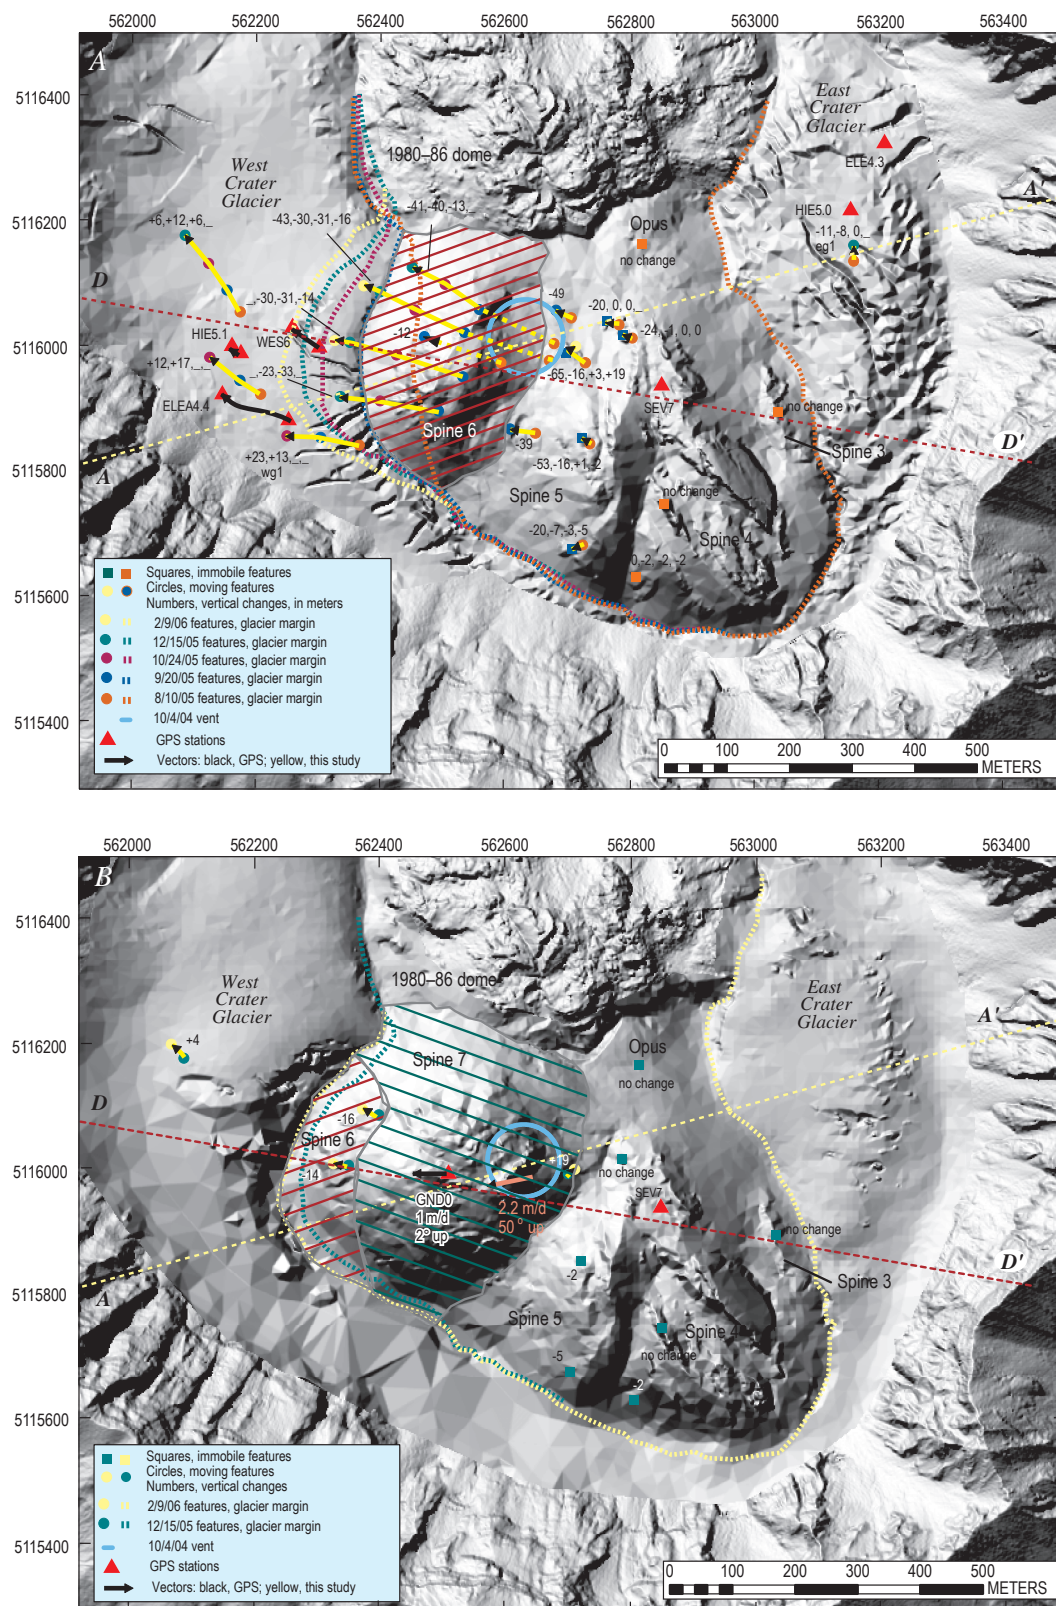 562000 562200 562400 562600 562800 563000 563200 563400
A
5116400
5116200
5116000
5115800
5115600
5115400
East
Crater
Glacier
ELE4.3
West
Crater
Glacier
1980–86 dome
-43,-30,-31,-16
-41,-40,-13,_
+6,+12,+6,_
HIE5.0
-11,-8, 0,_
eg1
Opus
no change
A'
D
_,-30,-31,-14
_,_
-49
-20, 0, 0,_
-24,-1, 0, 0
-12
HIE5.1
WES6
+12,+17,_,_
_,-23,-33,_
-65,-16,+3,+19
ELEA4.4
SEV7
no change
Spine 6
-39
D'
Spine 3
+23,+13,_,_
wg1
-53,-16,+1,-2
A
Spine 5
no change
-20,-7,-3,-5
Spine 4
0,-2, -2, -2
Squares, immobile features
Circles, moving features
Numbers, vertical changes, in meters
2/9/06 features, glacier margin
12/15/05 features, glacier margin
10/24/05 features, glacier margin
9/20/05 features, glacier margin
8/10/05 features, glacier margin
10/4/04 vent
GPS stations
Vectors: black, GPS; yellow, this study
0 100 200 300 400 500
METERS
562000 562200 562400 562600 562800 563000 563200 563400
B
5116400
5116200
5116000
5115800
5115600
5115400
West
Crater
Glacier
1980–86 dome
East
Crater
Glacier
A'
+4
Spine 7
Opus
no change
D
-16
Spine 6
-14
+19
no change
GND0
1 m/d
2° up
2.2 m/d
50 ° up
SEV7
no change
-2
D'
Spine 3
A
Spine 5
Spine 4
no change
-5
-2
Squares, immobile features
Circles, moving features
Numbers, vertical changes
2/9/06 features, glacier margin
12/15/05 features, glacier margin
10/4/04 vent
GPS stations
Vectors: black, GPS; yellow, this study
0 100 200 300 400 500
METERS